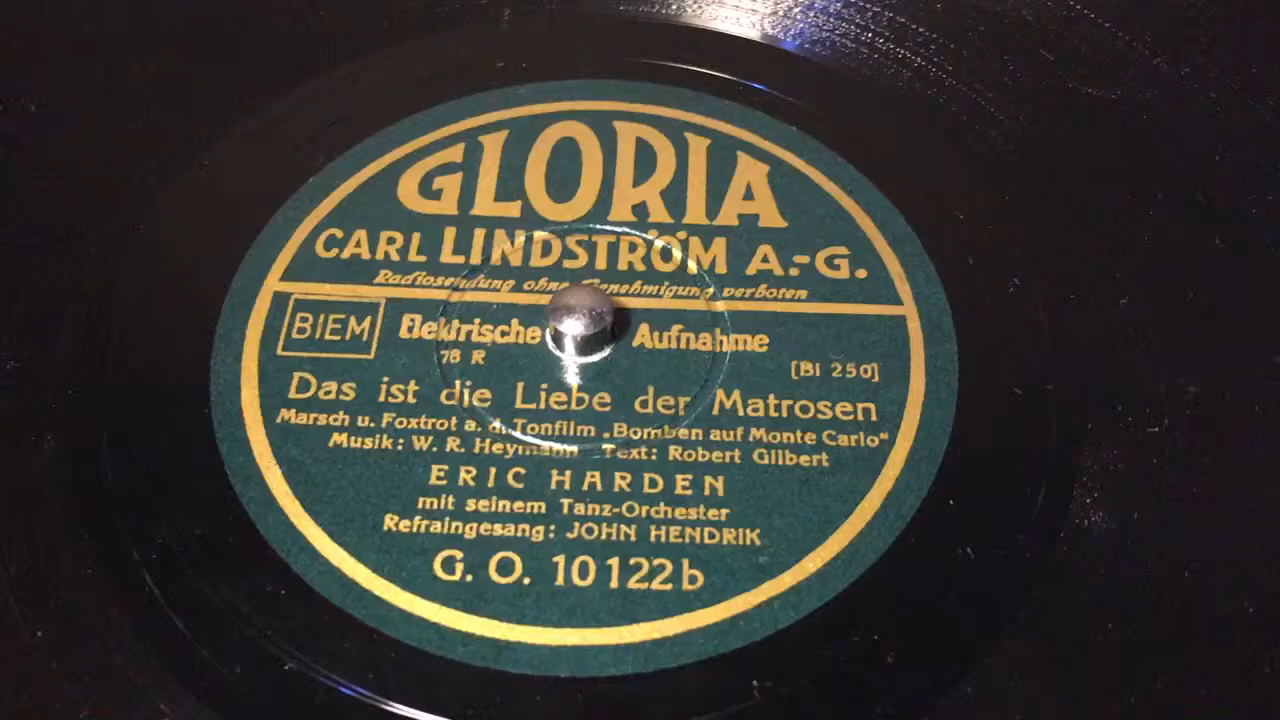 GLORIA
CARL LINDSTRÖM A.-G.
Radiosendung ohne Genehmigung verboten
BIEM Elektrische Aufnahme
78 R [BI 250]
Das ist die Liebe der Matrosen
Marsch u. Foxtrot a. d. Tonfilm „Bomben auf Monte Carlo“
Musik: W. R. Heymann Text: Robert Gilbert
ERIC HARDEN
mit seinem Tanz-Orchester
Refraingesang: JOHN HENDRIK
G. O. 10122b